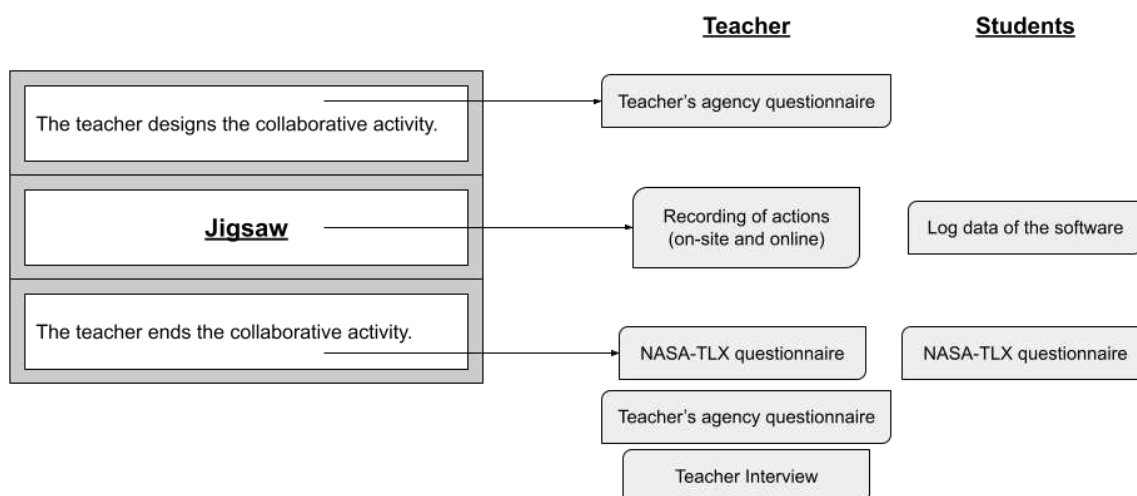 Teacher
Students
The teacher designs the collaborative activity.
Teacher’s agency questionnaire
Jigsaw
Recording of actions
(on-site and online)
Log data of the software
The teacher ends the collaborative activity.
NASA-TLX questionnaire
NASA-TLX questionnaire
Teacher’s agency questionnaire
Teacher Interview